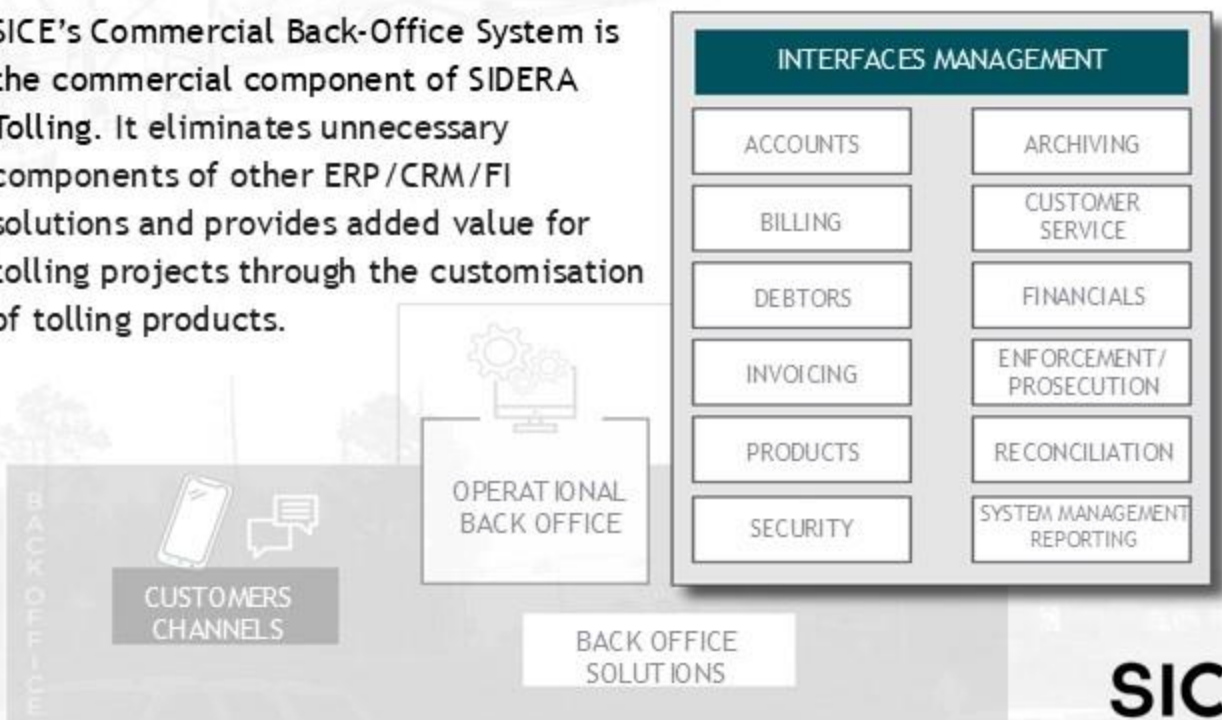 SICE's Commercial Back-Office System is
the commercial component of SIDERA
Tolling. It eliminates unnecessary
components of other ERP/CRM/FI
solutions and provides added value for
tolling projects through the customisation
of tolling products.
INTERFACES MANAGEMENT
ACCOUNTS
ARCHIVING
BILLING
CUSTOMER
SERVICE
DEBTORS
FINANCIALS
INVOICING
ENFORCEMENT/
PROSECUTION
PRODUCTS
RECONCILIATION
SECURITY
SYSTEM MANAGEMENT
REPORTING
OPERATIONAL
BACK OFFICE
CUSTOMERS
CHANNELS
BACK OFFICE
SOLUTIONS
BACK OFFICE
SIC